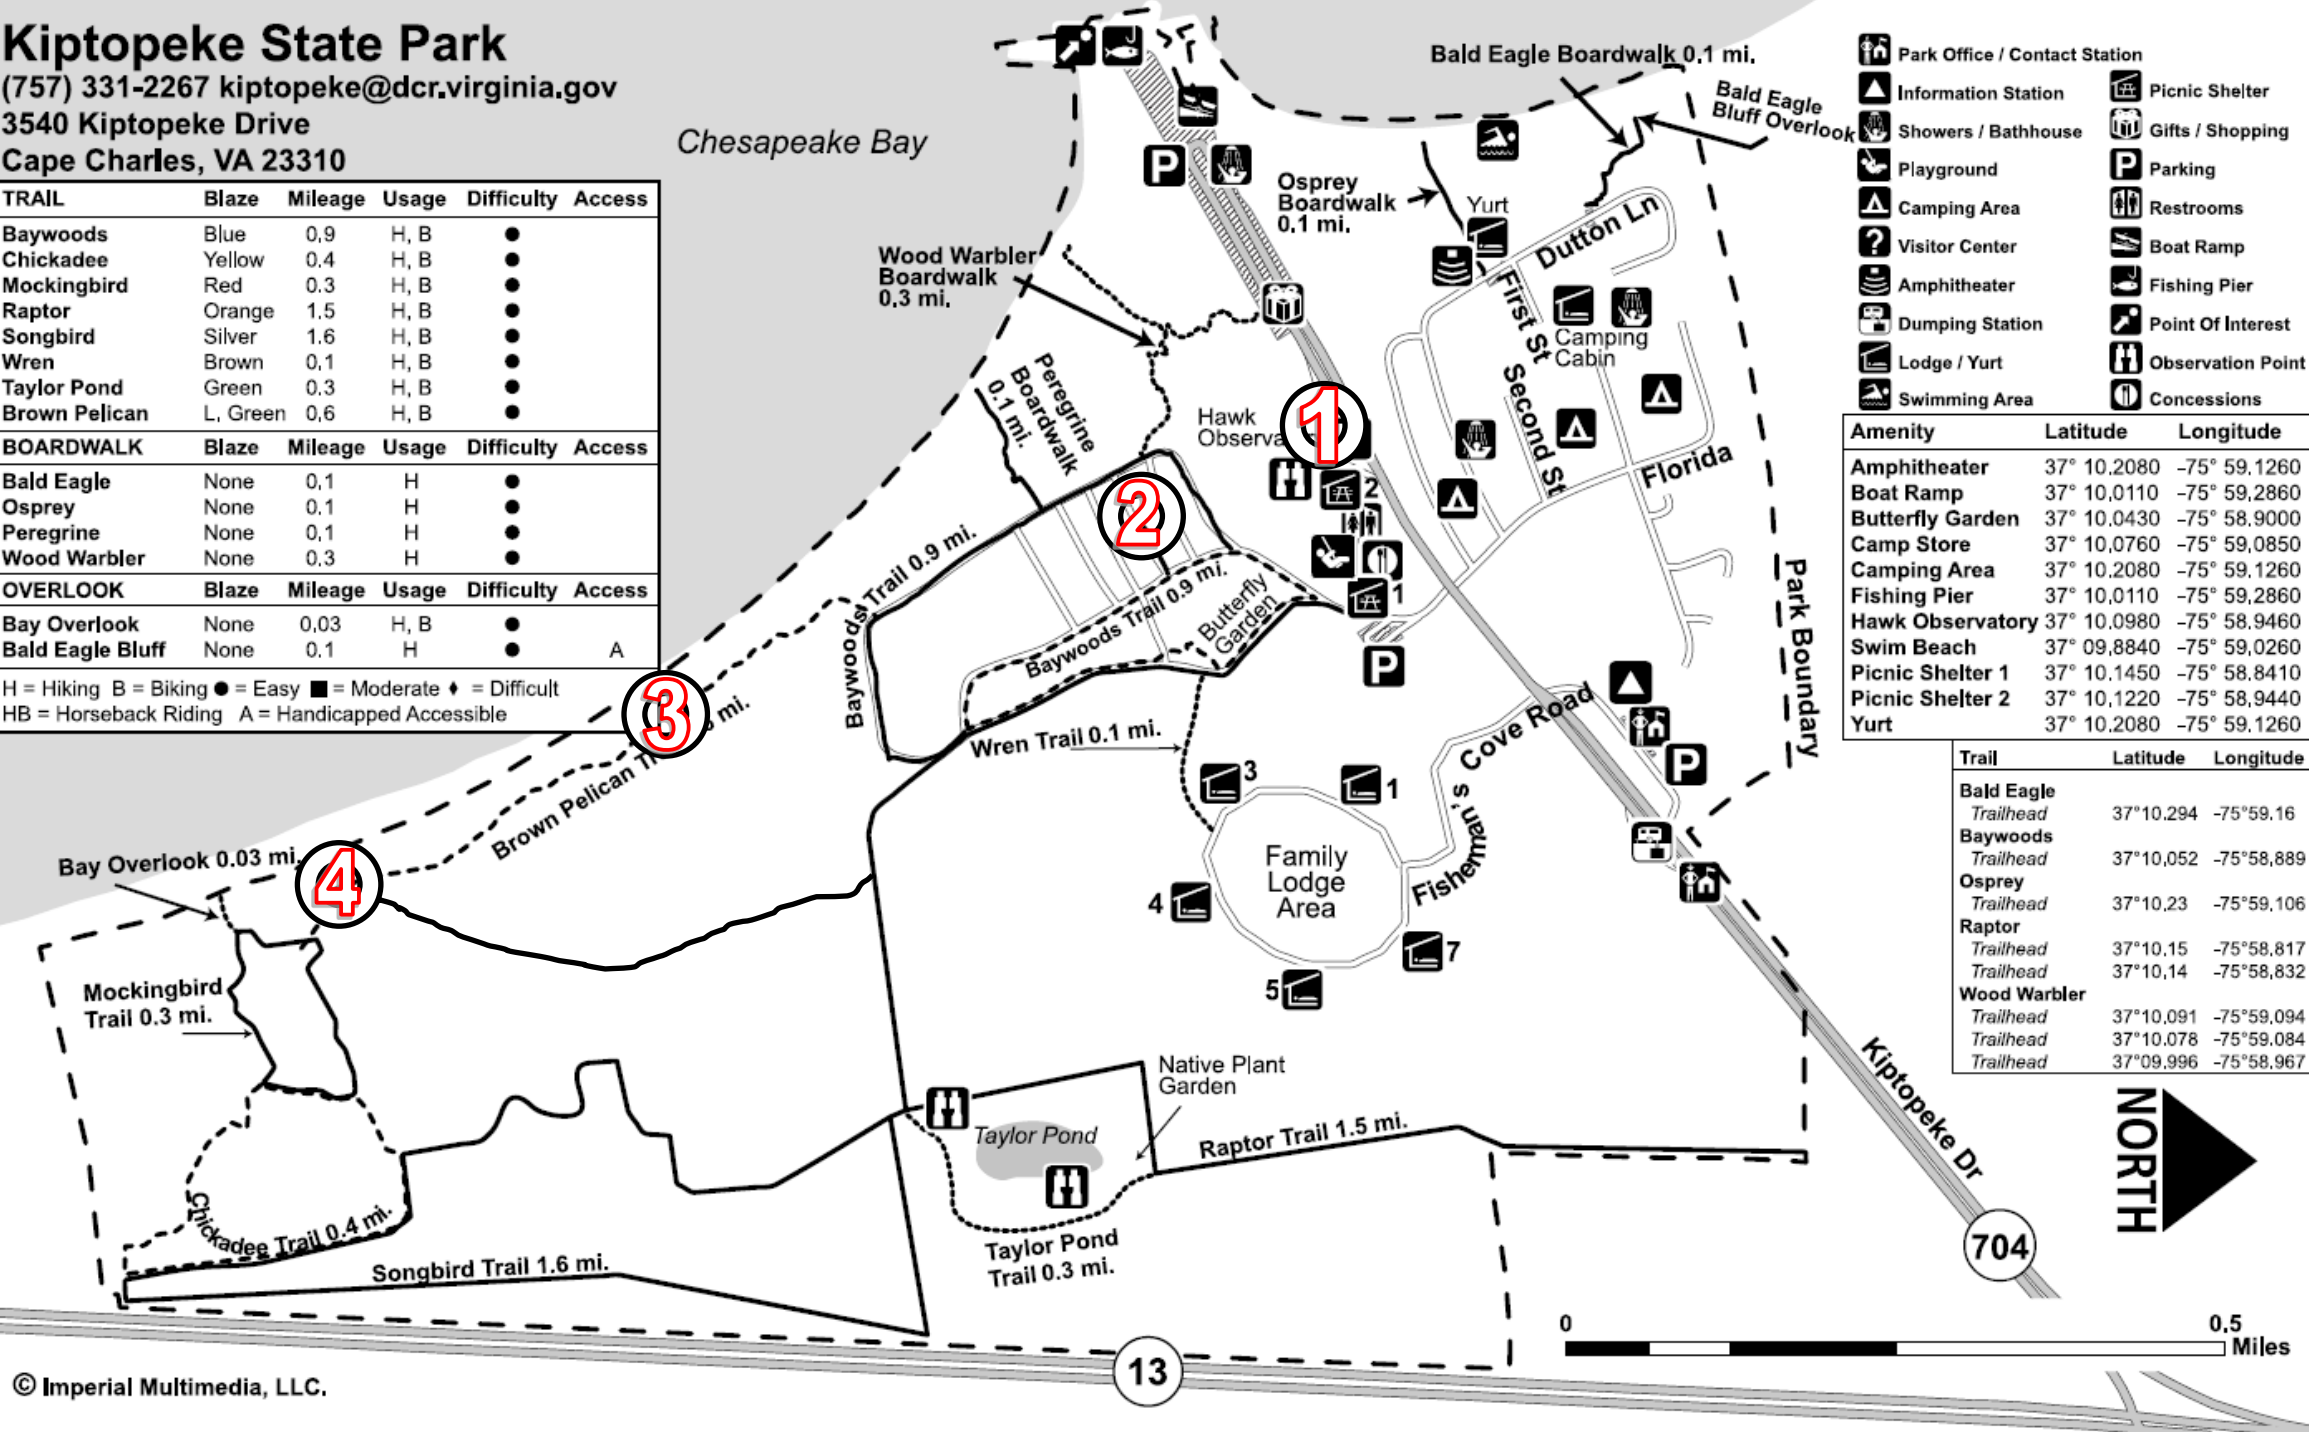 Kiptopeke State Park
(757) 331-2267 kiptopeke@dcr.virginia.gov
3540 Kiptopeke Drive
Cape Charles, VA 23310
TRAIL Blaze Mileage Usage Difficulty Access
Baywoods Blue 0.9 H, B ●
Chickadee Yellow 0.4 H, B ●
Mockingbird Red 0.3 H, B ●
Raptor Orange 1.5 H, B ●
Songbird Silver 1.6 H, B ●
Wren Brown 0.1 H, B ●
Taylor Pond Green 0.3 H, B ●
Brown Pelican L. Green 0.6 H, B ●
BOARDWALK Blaze Mileage Usage Difficulty Access
Bald Eagle None 0.1 H ●
Osprey None 0.1 H ●
Peregrine None 0.1 H ●
Wood Warbler None 0.3 H ●
OVERLOOK Blaze Mileage Usage Difficulty Access
Bay Overlook None 0.03 H, B ●
Bald Eagle Bluff None 0.1 H ● A
H = Hiking B = Biking ● = Easy ■ = Moderate ♦ = Difficult
HB = Horseback Riding A = Handicapped Accessible
Chesapeake Bay
Bald Eagle Boardwalk 0.1 mi.
Bald Eagle
Bluff Overlook
P
Osprey
Boardwalk
0.1 mi.
Yurt
Dutton Ln
Wood Warbler
Boardwalk
0.3 mi.
First St
Camping
Cabin
Second St
Florida
Peregrine
Boardwalk
0.1 mi.
Hawk
Observa
1
2
2
1
P
3
4
Baywoods Trail 0.9 mi.
Baywoods Trail 0.9 mi.
Butterfly
Garden
Park Boundary
Wren Trail 0.1 mi.
Fisherman's Cove Road
P
Brown Pelican Tr
mi.
Bay Overlook 0.03 mi.
3
1
4
5
7
Family
Lodge
Area
Mockingbird
Trail 0.3 mi.
Native Plant
Garden
Taylor Pond
Raptor Trail 1.5 mi.
Taylor Pond
Trail 0.3 mi.
Chickadee Trail 0.4 mi.
Songbird Trail 1.6 mi.
Kiptopeke Dr
704
13
Park Office / Contact Station
Information Station
Showers / Bathhouse
Playground
Camping Area
? Visitor Center
Amphitheater
Dumping Station
Lodge / Yurt
Swimming Area
Picnic Shelter
Gifts / Shopping
P Parking
Restrooms
Boat Ramp
Fishing Pier
Point Of Interest
Observation Point
Concessions
Amenity Latitude Longitude
Amphitheater 37° 10.2080 -75° 59.1260
Boat Ramp 37° 10.0110 -75° 59.2860
Butterfly Garden 37° 10.0430 -75° 58.9000
Camp Store 37° 10.0760 -75° 59.0850
Camping Area 37° 10.2080 -75° 59.1260
Fishing Pier 37° 10.0110 -75° 59.2860
Hawk Observatory 37° 10.0980 -75° 58.9460
Swim Beach 37° 09.8840 -75° 59.0260
Picnic Shelter 1 37° 10.1450 -75° 58.8410
Picnic Shelter 2 37° 10.1220 -75° 58.9440
Yurt 37° 10.2080 -75° 59.1260
Trail Latitude Longitude
Bald Eagle
Trailhead 37°10.294 -75°59.16
Baywoods
Trailhead 37°10.052 -75°58.889
Osprey
Trailhead 37°10.23 -75°59.106
Raptor
Trailhead 37°10.15 -75°58.817
Trailhead 37°10.14 -75°58.832
Wood Warbler
Trailhead 37°10.091 -75°59.094
Trailhead 37°10.078 -75°59.084
Trailhead 37°09.996 -75°58.967
NORTH
0 0.5
Miles
© Imperial Multimedia, LLC.